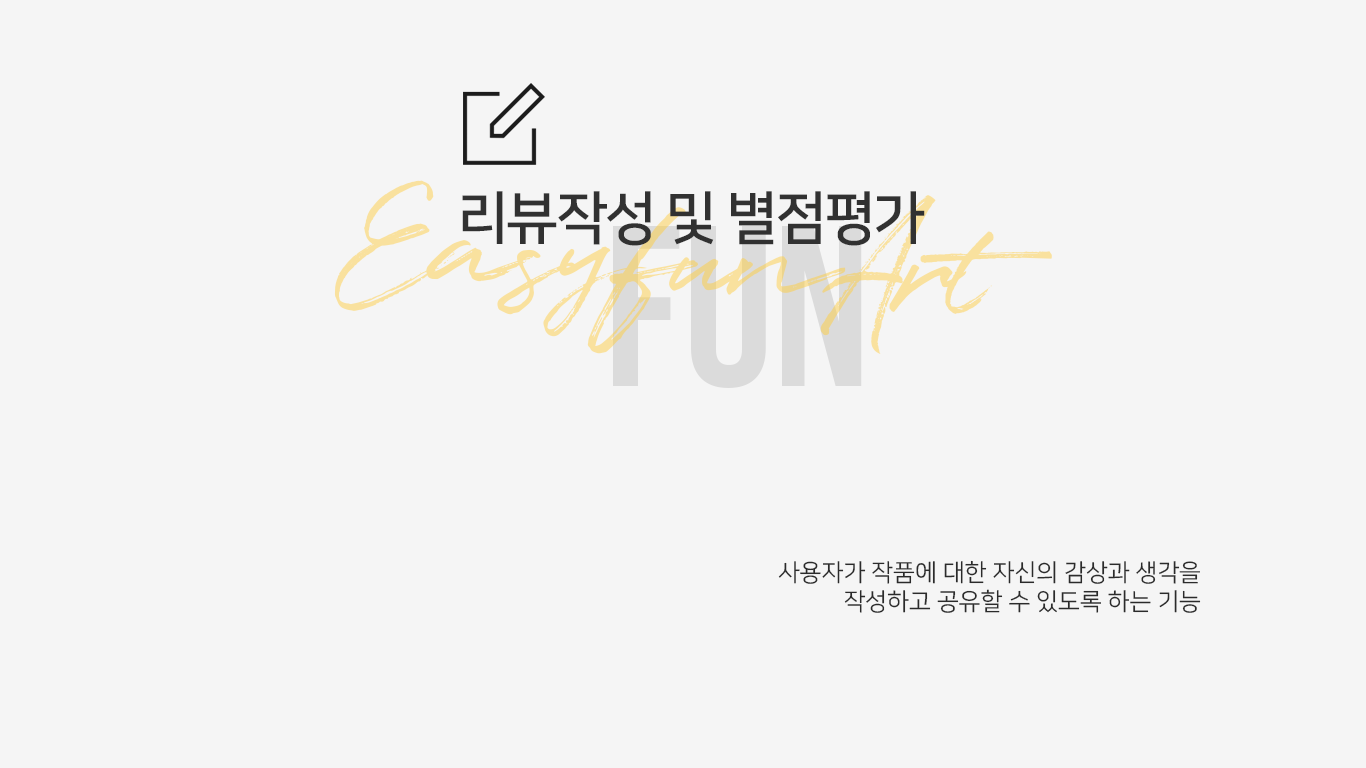 리뷰작성 및 별점평가
EasyfunArt
FUN
사용자가 작품에 대한 자신의 감상과 생각을
작성하고 공유할 수 있도록 하는 기능